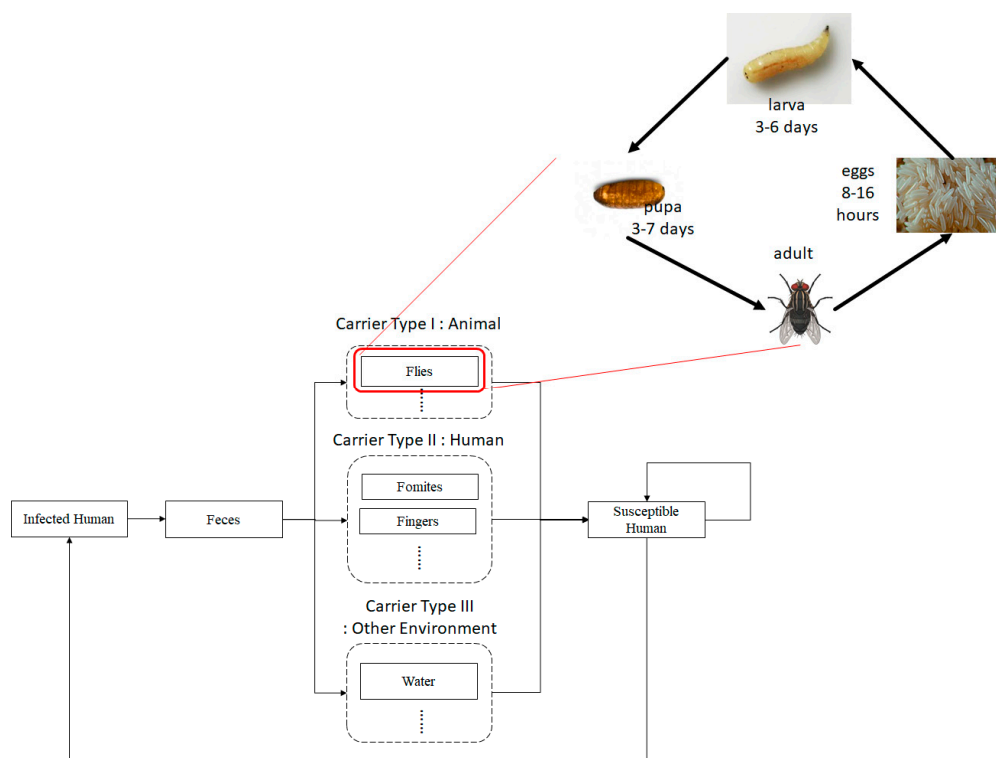 larva
3-6 days
eggs
8-16
hours
pupa
3-7 days
adult
Carrier Type I : Animal
Flies
Carrier Type II : Human
Fomites
Fingers
Infected Human
Feces
Susceptible
Human
Carrier Type III
: Other Environment
Water